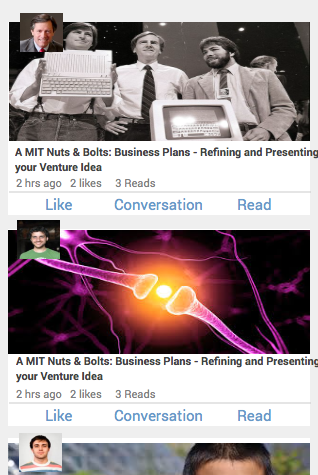 A MIT Nuts & Bolts: Business Plans - Refining and Presenting
your Venture Idea
2 hrs ago 2 likes 3 Reads
Like Conversation Read
A MIT Nuts & Bolts: Business Plans - Refining and Presenting
your Venture Idea
2 hrs ago 2 likes 3 Reads
Like Conversation Read